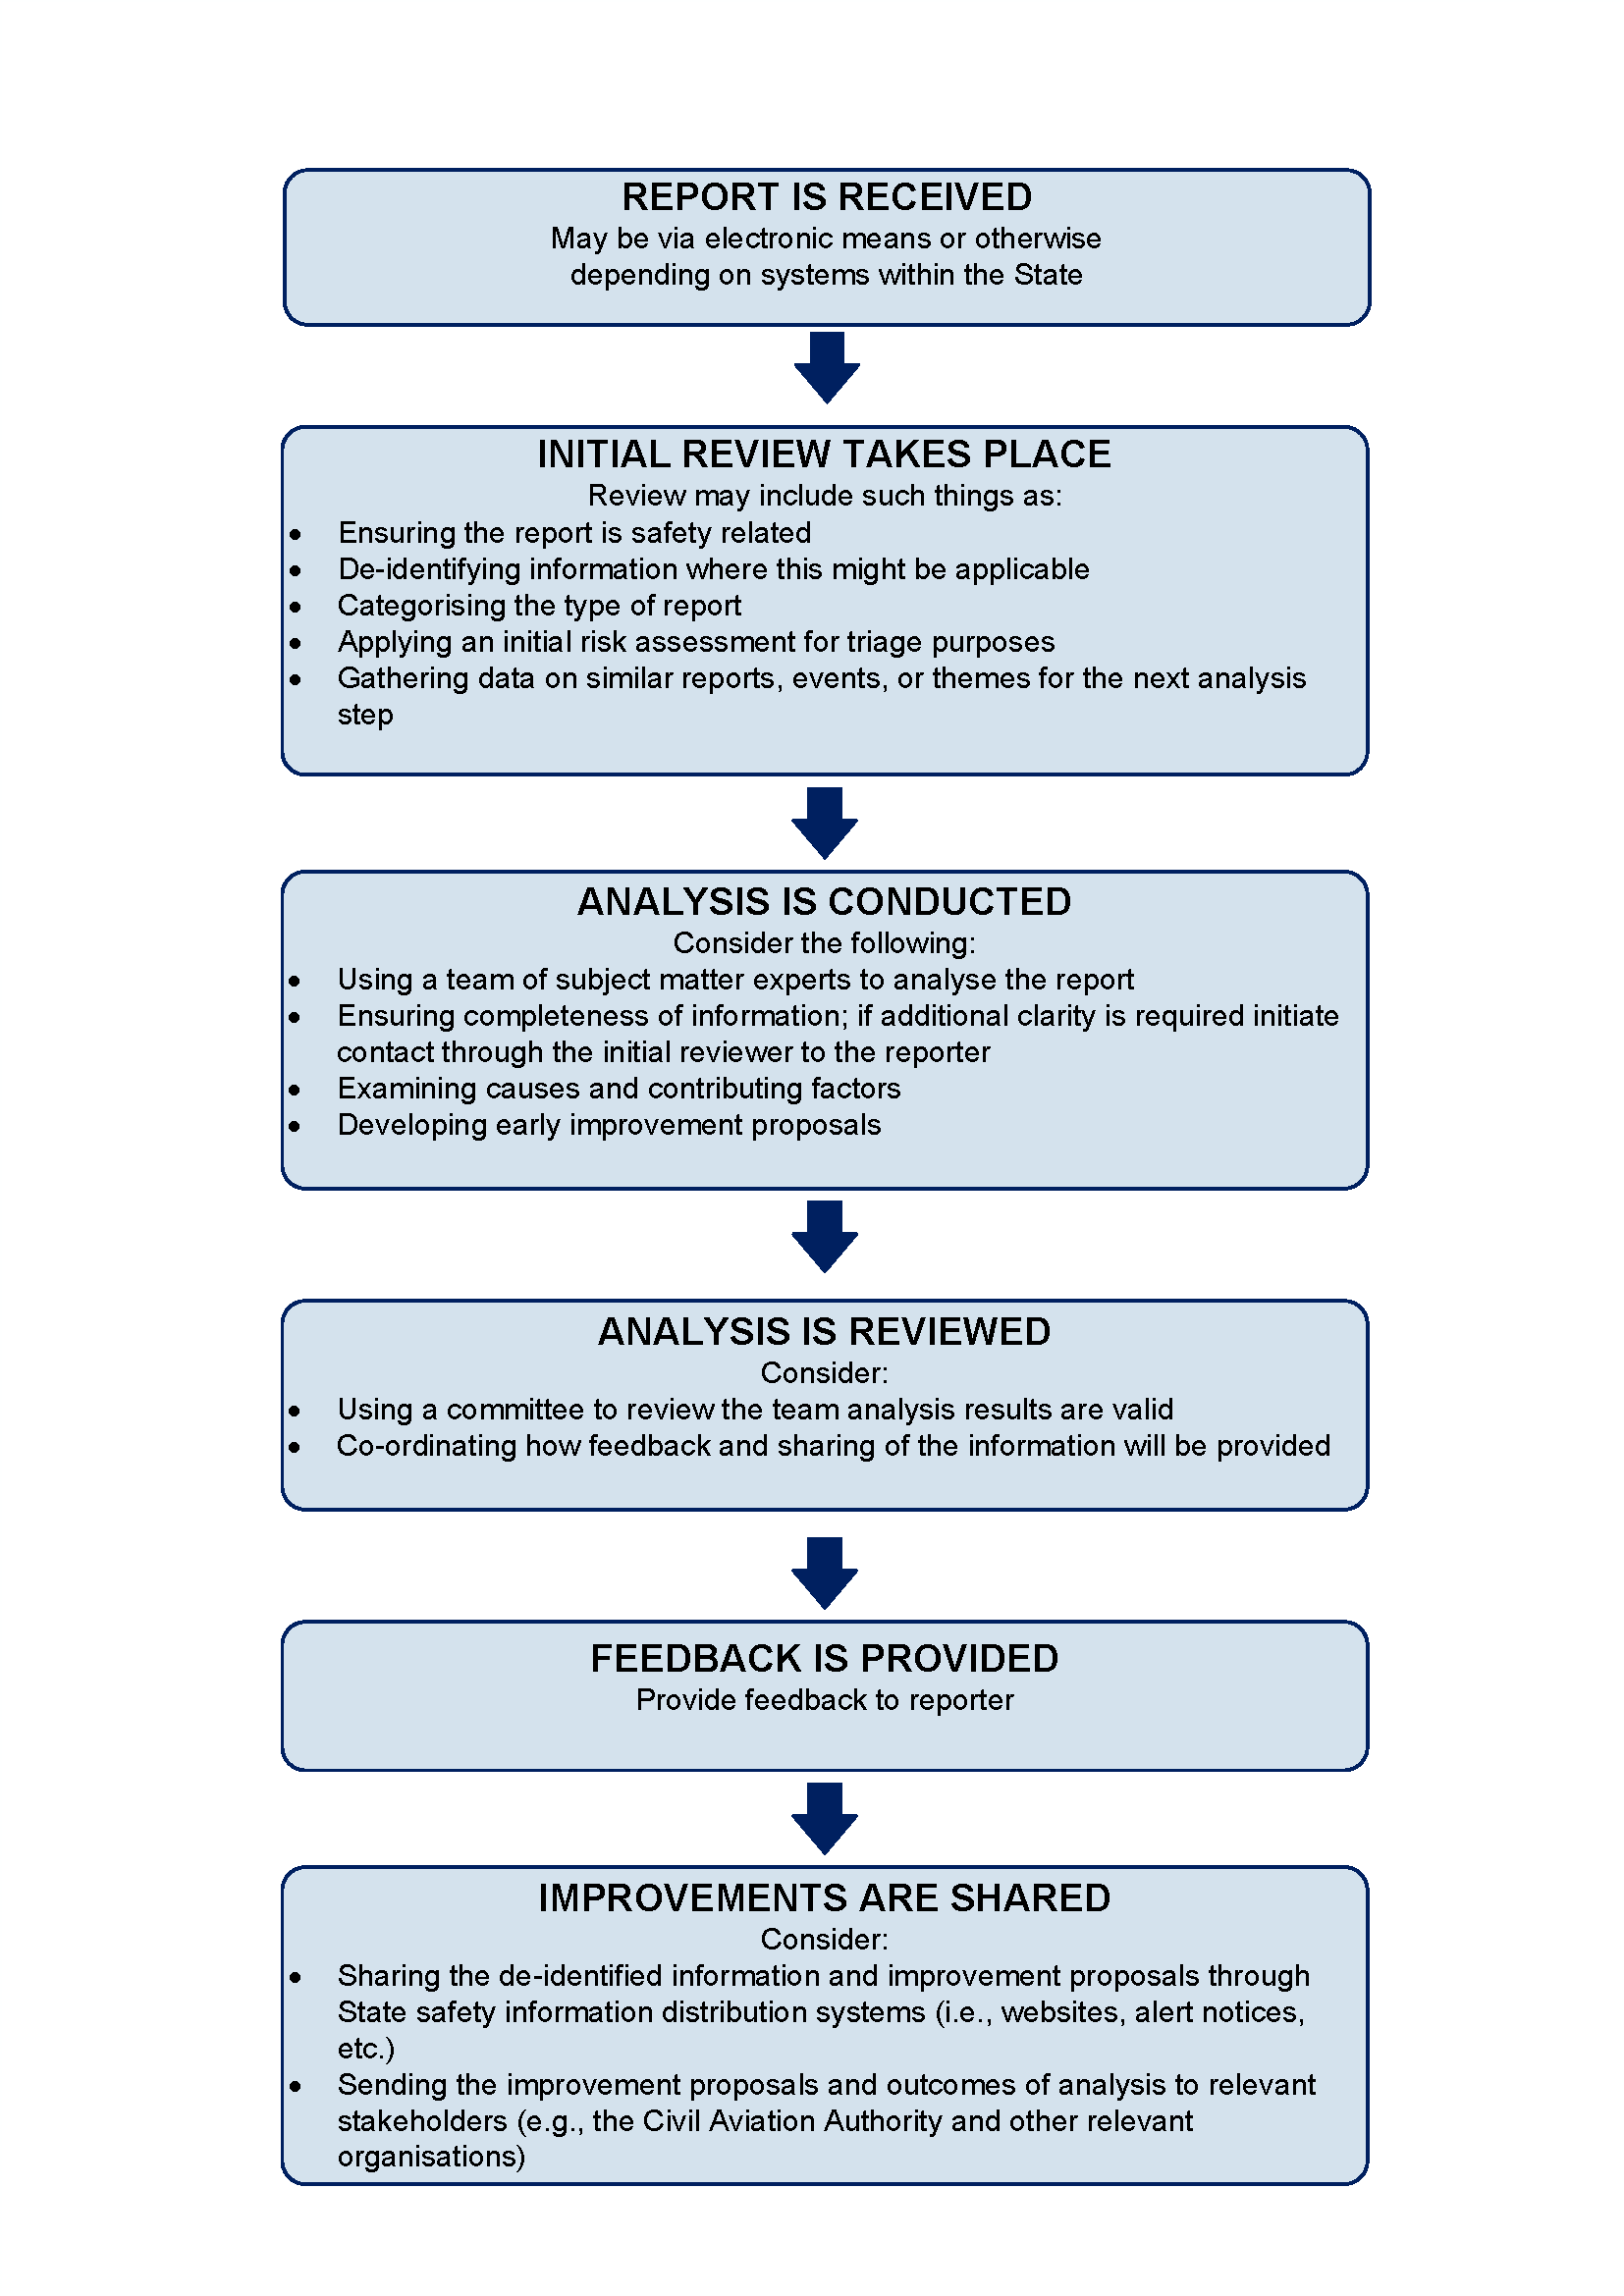 REPORT IS RECEIVED
May be via electronic means or otherwise
depending on systems within the State
INITIAL REVIEW TAKES PLACE
Review may include such things as:
• Ensuring the report is safety related
• De-identifying information where this might be applicable
• Categorising the type of report
• Applying an initial risk assessment for triage purposes
• Gathering data on similar reports, events, or themes for the next analysis
step
ANALYSIS IS CONDUCTED
Consider the following:
• Using a team of subject matter experts to analyse the report
• Ensuring completeness of information; if additional clarity is required initiate
contact through the initial reviewer to the reporter
• Examining causes and contributing factors
• Developing early improvement proposals
ANALYSIS IS REVIEWED
Consider:
• Using a committee to review the team analysis results are valid
• Co-ordinating how feedback and sharing of the information will be provided
FEEDBACK IS PROVIDED
Provide feedback to reporter
IMPROVEMENTS ARE SHARED
Consider:
• Sharing the de-identified information and improvement proposals through
State safety information distribution systems (i.e., websites, alert notices,
etc.)
• Sending the improvement proposals and outcomes of analysis to relevant
stakeholders (e.g., the Civil Aviation Authority and other relevant
organisations)